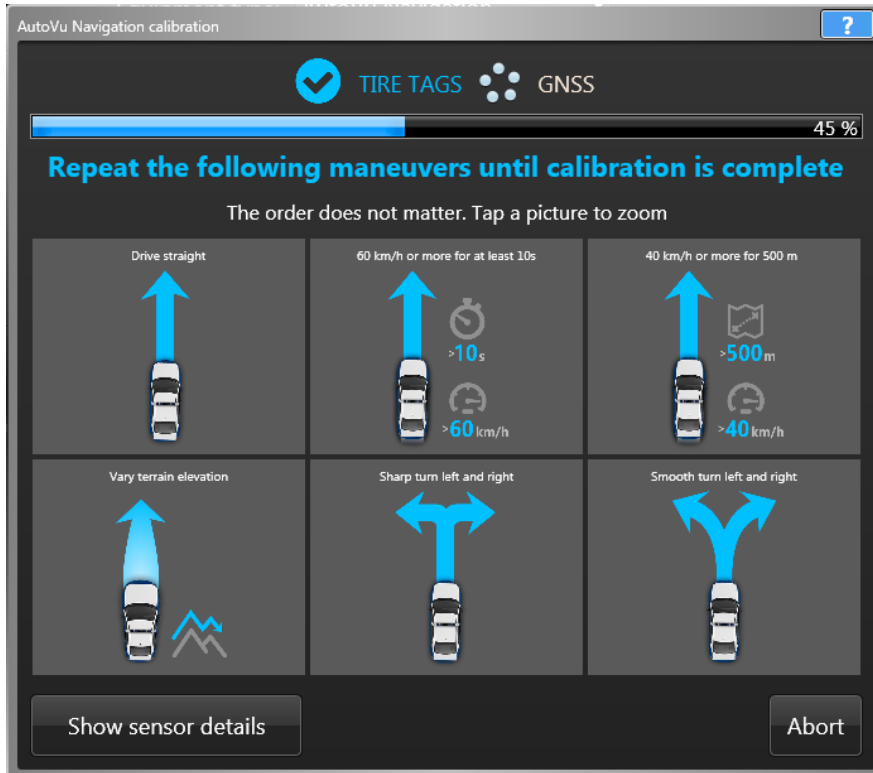 AutoVu Navigation calibration
?
TIRE TAGS
GNSS
45 %
Repeat the following maneuvers until calibration is complete
The order does not matter. Tap a picture to zoom
Drive straight
60 km/h or more for at least 10s
>10s
>60km/h
40 km/h or more for 500 m
>500m
>40km/h
Vary terrain elevation
Sharp turn left and right
Smooth turn left and right
Show sensor details
Abort